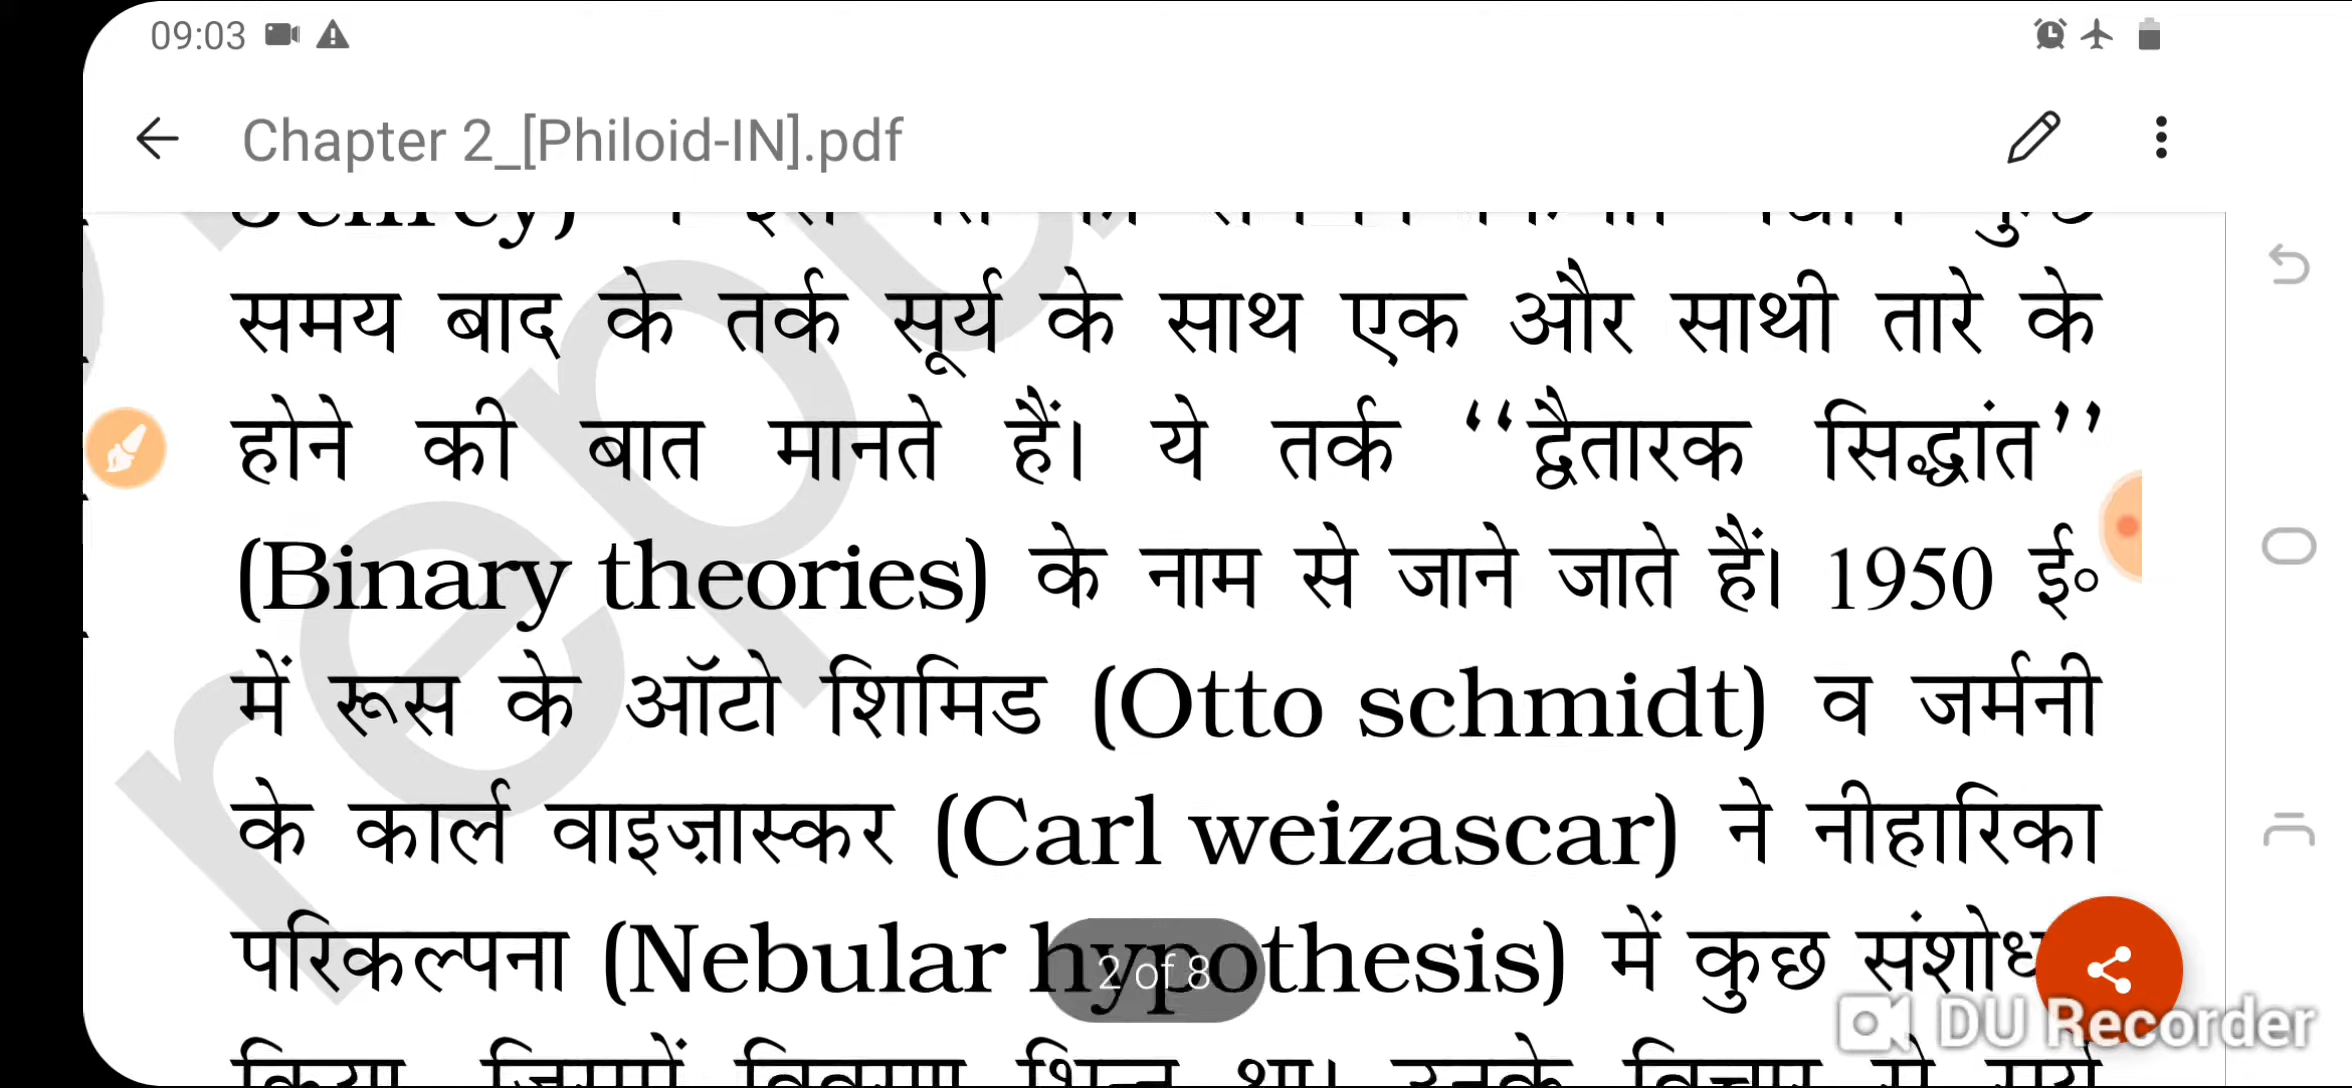 09:03
Chapter 2_[Philoid-IN].pdf
समय बाद के तर्क सूर्य के साथ एक और साथी तारे के
होने की बात मानते हैं। ये तर्क ‘‘द्वैतारक सिद्धांत’’
(Binary theories) के नाम से जाने जाते हैं। 1950 ई॰
में रूस के ऑटो शिमिड (Otto schmidt) व जर्मनी
के कार्ल वाइज़ास्कर (Carl weizascar) ने नीहारिका
परिकल्पना (Nebular hypothesis) में कुछ
2 of 8
DU Recorder